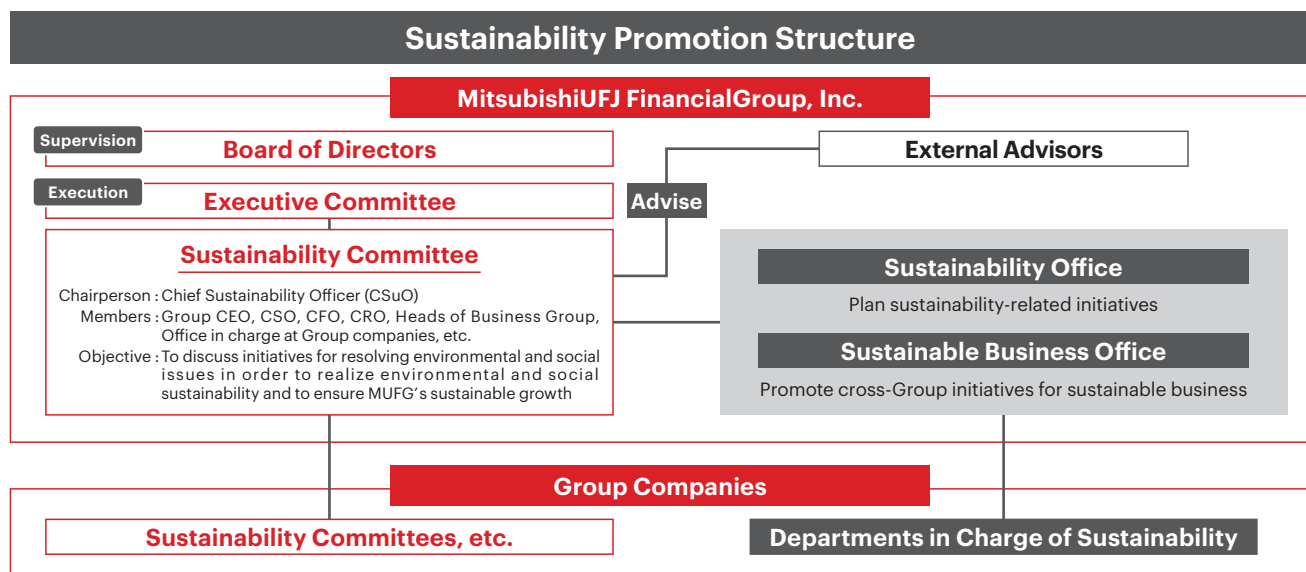 Sustainability Promotion Structure
MitsubishiUFJ FinancialGroup, Inc.
Supervision
Board of Directors
External Advisors
Execution
Executive Committee
Advise
Sustainability Committee
Chairperson : Chief Sustainability Officer (CSuO)
Members : Group CEO, CSO, CFO, CRO, Heads of Business Group,
Office in charge at Group companies, etc.
Objective : To discuss initiatives for resolving environmental and social
issues in order to realize environmental and social
sustainability and to ensure MUFG's sustainable growth
Sustainability Office
Plan sustainability-related initiatives
Sustainable Business Office
Promote cross-Group initiatives for sustainable business
Group Companies
Sustainability Committees, etc.
Departments in Charge of Sustainability